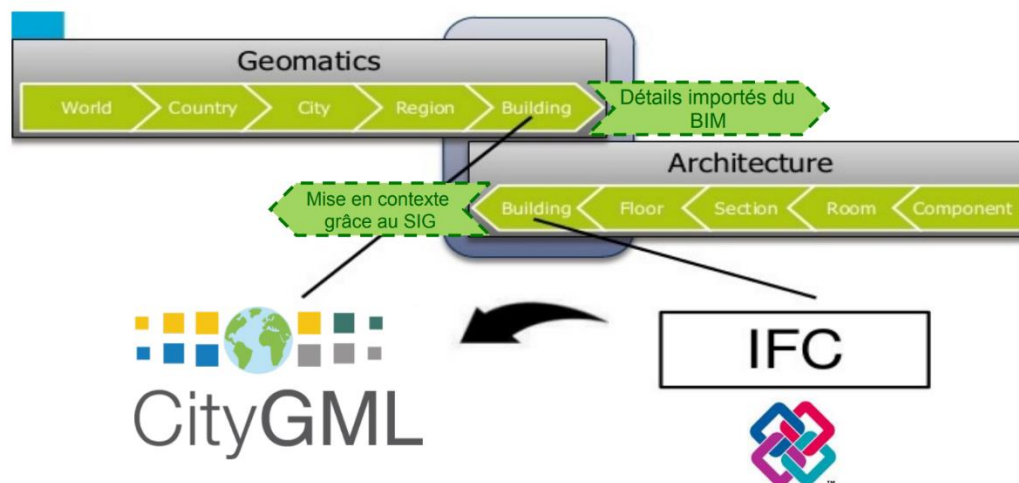 Geomatics
World
Country
City
Region
Building
Détails importés du
BIM
Architecture
Mise en contexte
grâce au SIG
Building
Floor
Section
Room
Component
CityGML
IFC
™